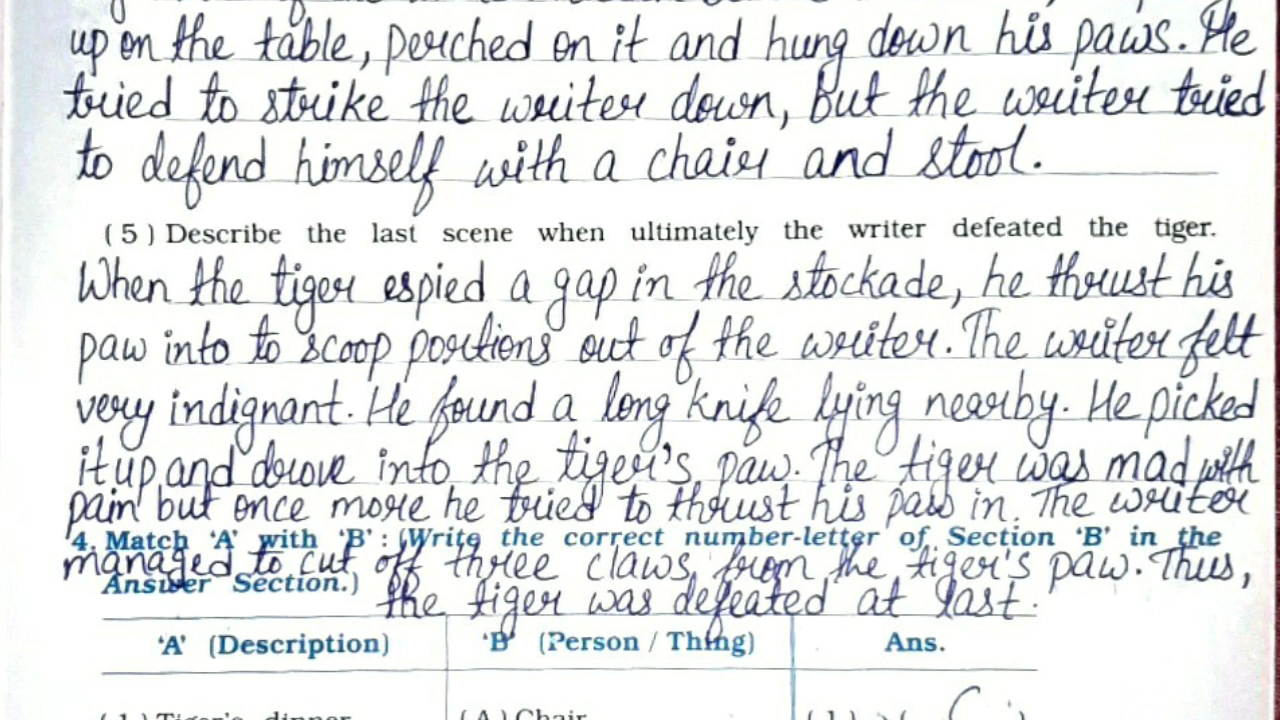 up on the table, perched on it and hung down his paws. He
tried to strike the writer down, But the writer tried
to defend himself with a chair and stool.
( 5 ) Describe the last scene when ultimately the writer defeated the tiger.
When the tiger espied a gap in the stockade, he thrust his
paw into to scoop portions out of the writer. The writer felt
very indignant. He found a long knife lying nearby. He picked
it up and drove into the tiger's paw. The tiger was mad with
pain but once more he tried to thrust his paw in. The writer
4. Match 'A' with 'B' : (Write the correct number-letter of Section 'B' in the
managed to cut off three claws from the tiger's paw. Thus,
Answer Section.)
the tiger was defeated at last.
'A' (Description) 'B' (Person / Thing) Ans.
( 1 ) Tiger's dinner ( A ) Chair ( 1 )